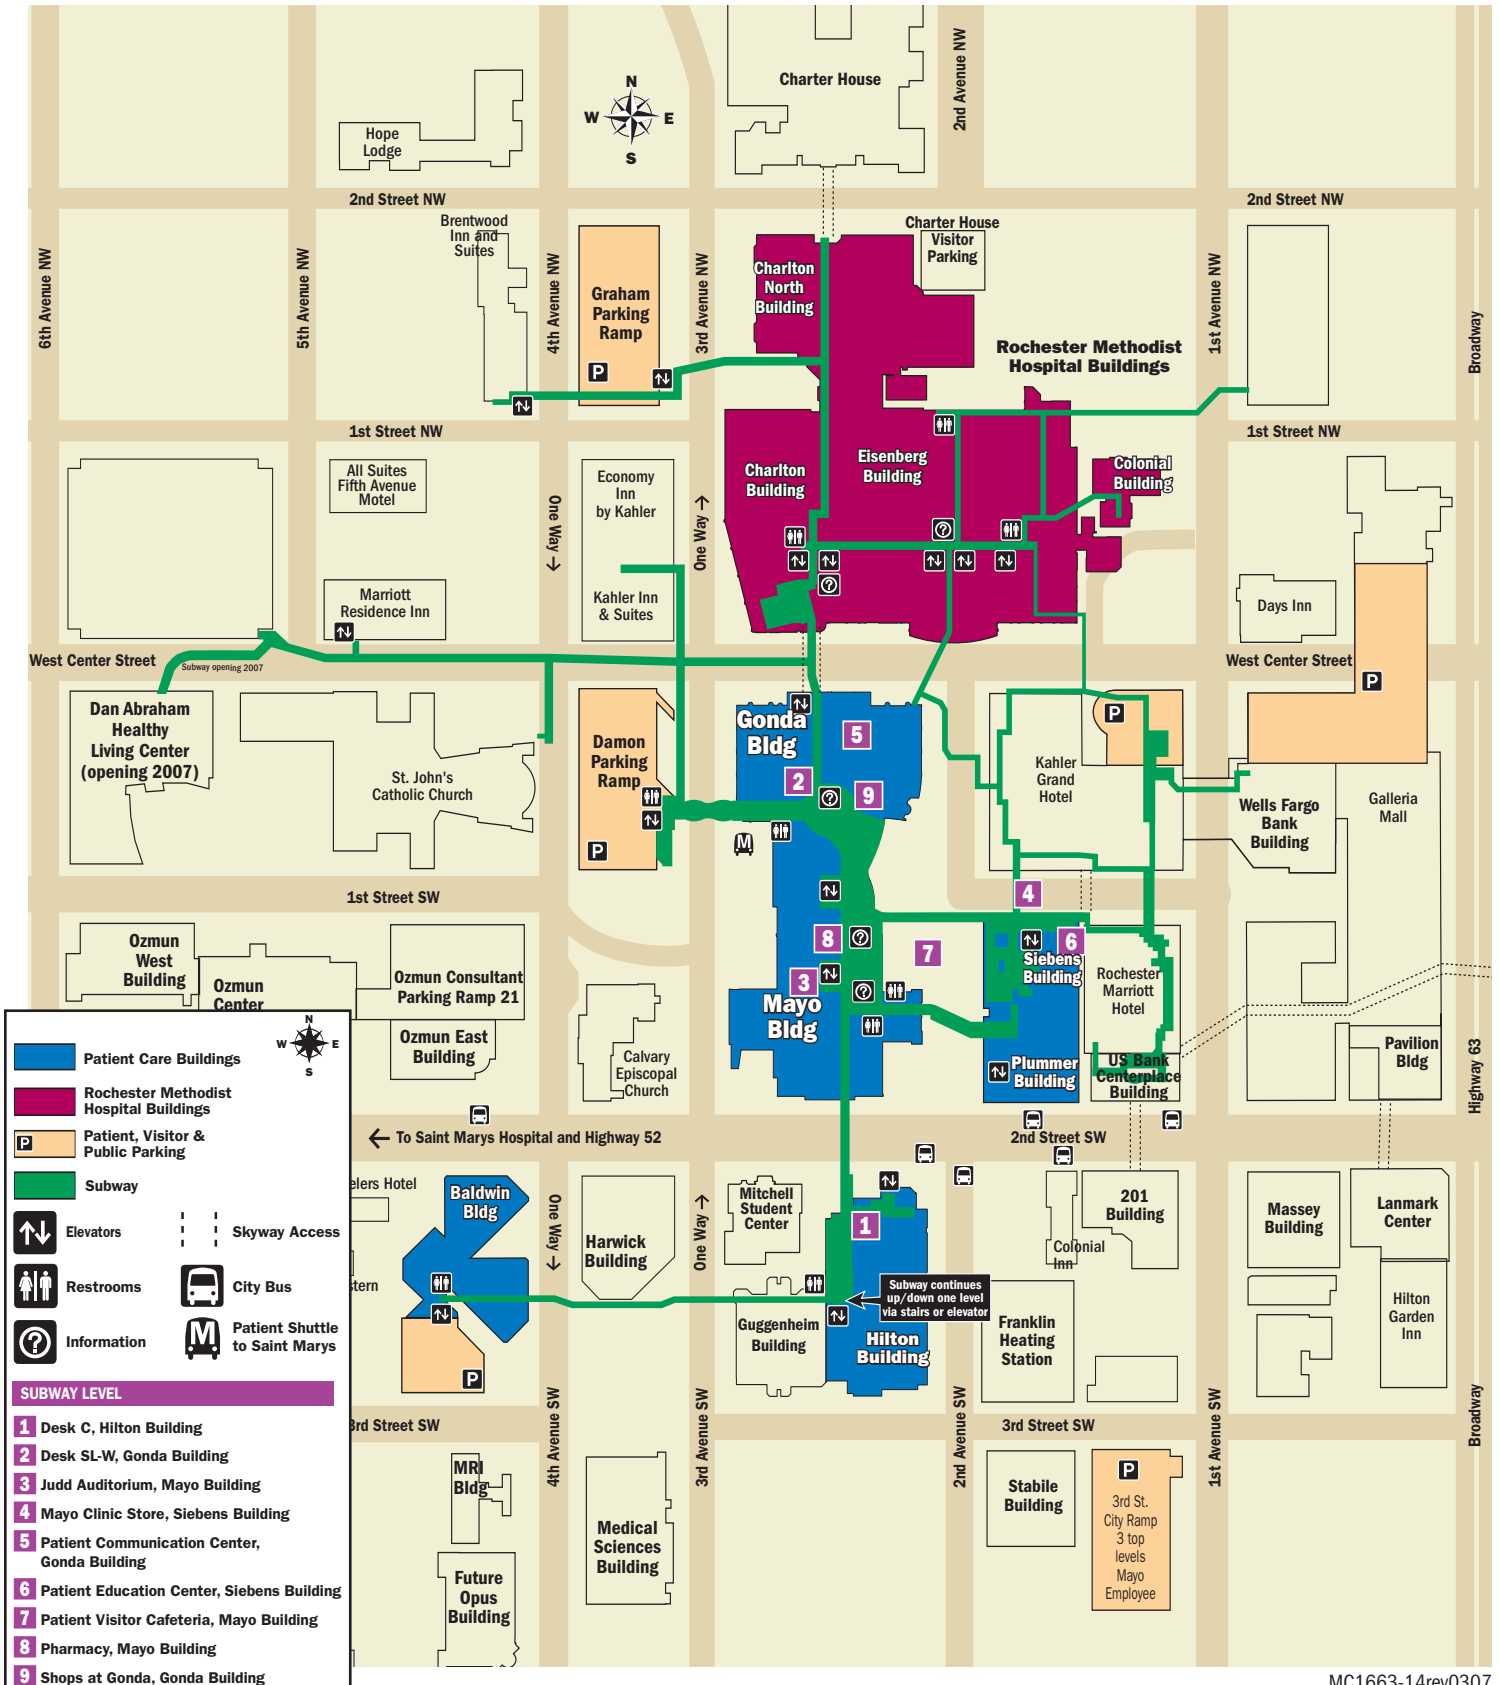 Charter House
2nd Avenue NW
N
W
E
S
Hope
Lodge
2nd Street NW
2nd Street NW
Brentwood
Inn and
Suites
Charter House
Visitor
Parking
6th Avenue NW
5th Avenue NW
4th Avenue NW
3rd Avenue NW
1st Avenue NW
Broadway
Graham
Parking
Ramp
P
Charlton
North
Building
Rochester Methodist
Hospital Buildings
1st Street NW
1st Street NW
All Suites
Fifth Avenue
Motel
Economy
Inn
by Kahler
Charlton
Building
Eisenberg
Building
Colonial
Building
One Way
One Way
?
?
Marriott
Residence Inn
Kahler Inn
& Suites
Days Inn
West Center Street
Subway opening 2007
West Center Street
P
Dan Abraham
Healthy
Living Center
(opening 2007)
St. John's
Catholic Church
Damon
Parking
Ramp
P
Gonda
Bldg
5
2
9
?
M
P
Kahler
Grand
Hotel
Wells Fargo
Bank
Building
Galleria
Mall
1st Street SW
4
8
?
7
6
3
?
Mayo
Bldg
Siebens
Building
Rochester
Marriott
Hotel
Plummer
Building
US Bank
Centerplace
Building
Pavilion
Bldg
Highway 63
Ozmun
West
Building
Ozmun
Center
Ozmun Consultant
Parking Ramp 21
Ozmun East
Building
Calvary
Episcopal
Church
To Saint Marys Hospital and Highway 52
2nd Street SW
elers Hotel
Baldwin
Bldg
One Way
Harwick
Building
One Way
Mitchell
Student
Center
1
201
Building
Colonial
Inn
Massey
Building
Lanmark
Center
stern
Subway continues
up/down one level
via stairs or elevator
Guggenheim
Building
Hilton
Building
Franklin
Heating
Station
Hilton
Garden
Inn
P
3rd Street SW
4th Avenue SW
3rd Avenue SW
2nd Avenue SW
3rd Street SW
1st Avenue SW
Broadway
MRI
Bldg
Medical
Sciences
Building
Stabile
Building
P
3rd St.
City Ramp
3 top
levels
Mayo
Employee
Future
Opus
Building
N
W
E
S
Patient Care Buildings
Rochester Methodist
Hospital Buildings
P
Patient, Visitor &
Public Parking
Subway
Elevators
Skyway Access
Restrooms
City Bus
?
Information
M
Patient Shuttle
to Saint Marys
SUBWAY LEVEL
1 Desk C, Hilton Building
2 Desk SL-W, Gonda Building
3 Judd Auditorium, Mayo Building
4 Mayo Clinic Store, Siebens Building
5 Patient Communication Center,
Gonda Building
6 Patient Education Center, Siebens Building
7 Patient Visitor Cafeteria, Mayo Building
8 Pharmacy, Mayo Building
9 Shops at Gonda, Gonda Building
MC1663-14rev0307